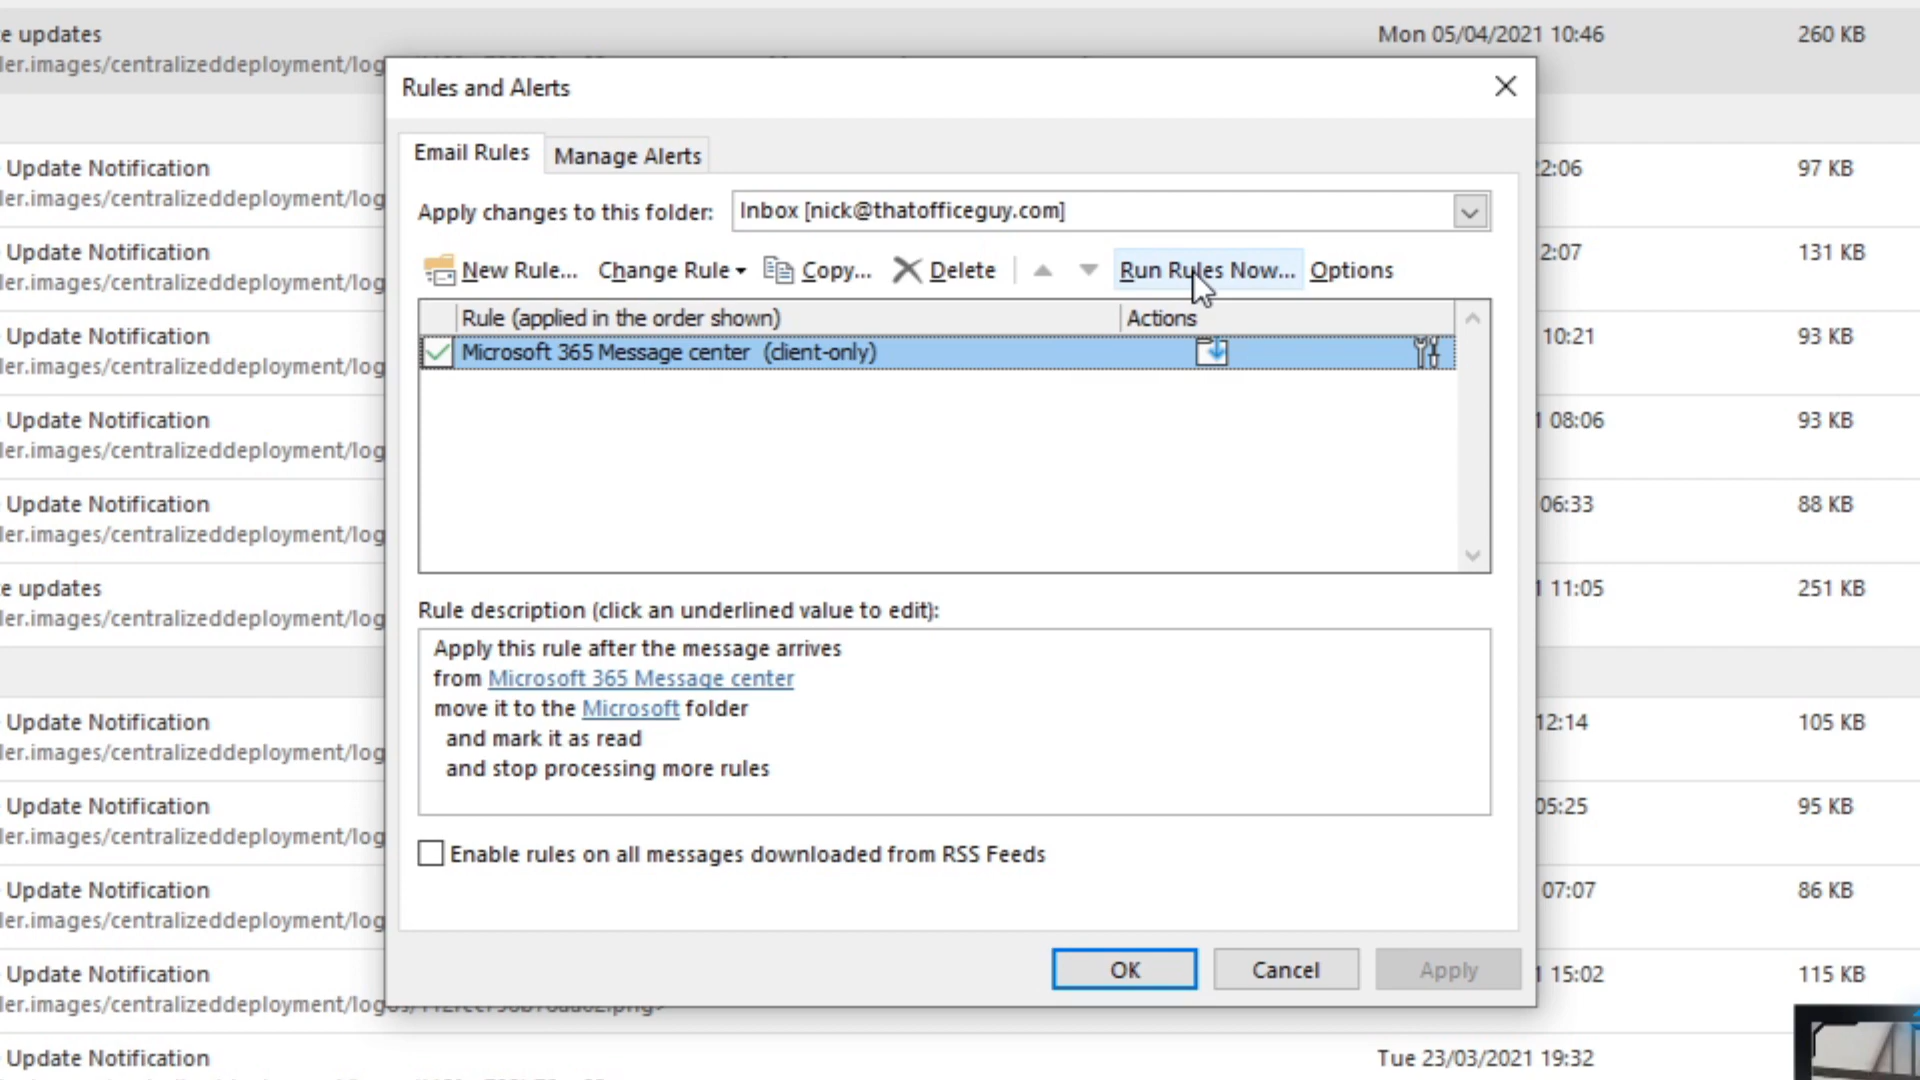 e updates
Mon 05/04/2021 10:46
260 KB
ler.images/centralizeddeployment/log
Rules and Alerts
Email Rules
Manage Alerts
Update Notification
22:06
97 KB
ler.images/centralizeddeployment/log
Apply changes to this folder:
Inbox [nick@thatofficeguy.com]
Update Notification
2:07
131 KB
ler.images/centralizeddeployment/log
New Rule...
Change Rule
Copy...
Delete
Run Rules Now...
Options
Rule (applied in the order shown)
Actions
Microsoft 365 Message center (client-only)
Update Notification
10:21
93 KB
ler.images/centralizeddeployment/log
Update Notification
08:06
93 KB
ler.images/centralizeddeployment/log
Update Notification
06:33
88 KB
ler.images/centralizeddeployment/log
e updates
11:05
251 KB
ler.images/centralizeddeployment/log
Rule description (click an underlined value to edit):
Apply this rule after the message arrives
from Microsoft 365 Message center
move it to the Microsoft folder
and mark it as read
and stop processing more rules
Update Notification
12:14
105 KB
ler.images/centralizeddeployment/log
Update Notification
05:25
95 KB
ler.images/centralizeddeployment/log
Enable rules on all messages downloaded from RSS Feeds
Update Notification
07:07
86 KB
ler.images/centralizeddeployment/log
OK
Cancel
Apply
Update Notification
15:02
115 KB
ler.images/centralizeddeployment/logos/
Update Notification
Tue 23/03/2021 19:32